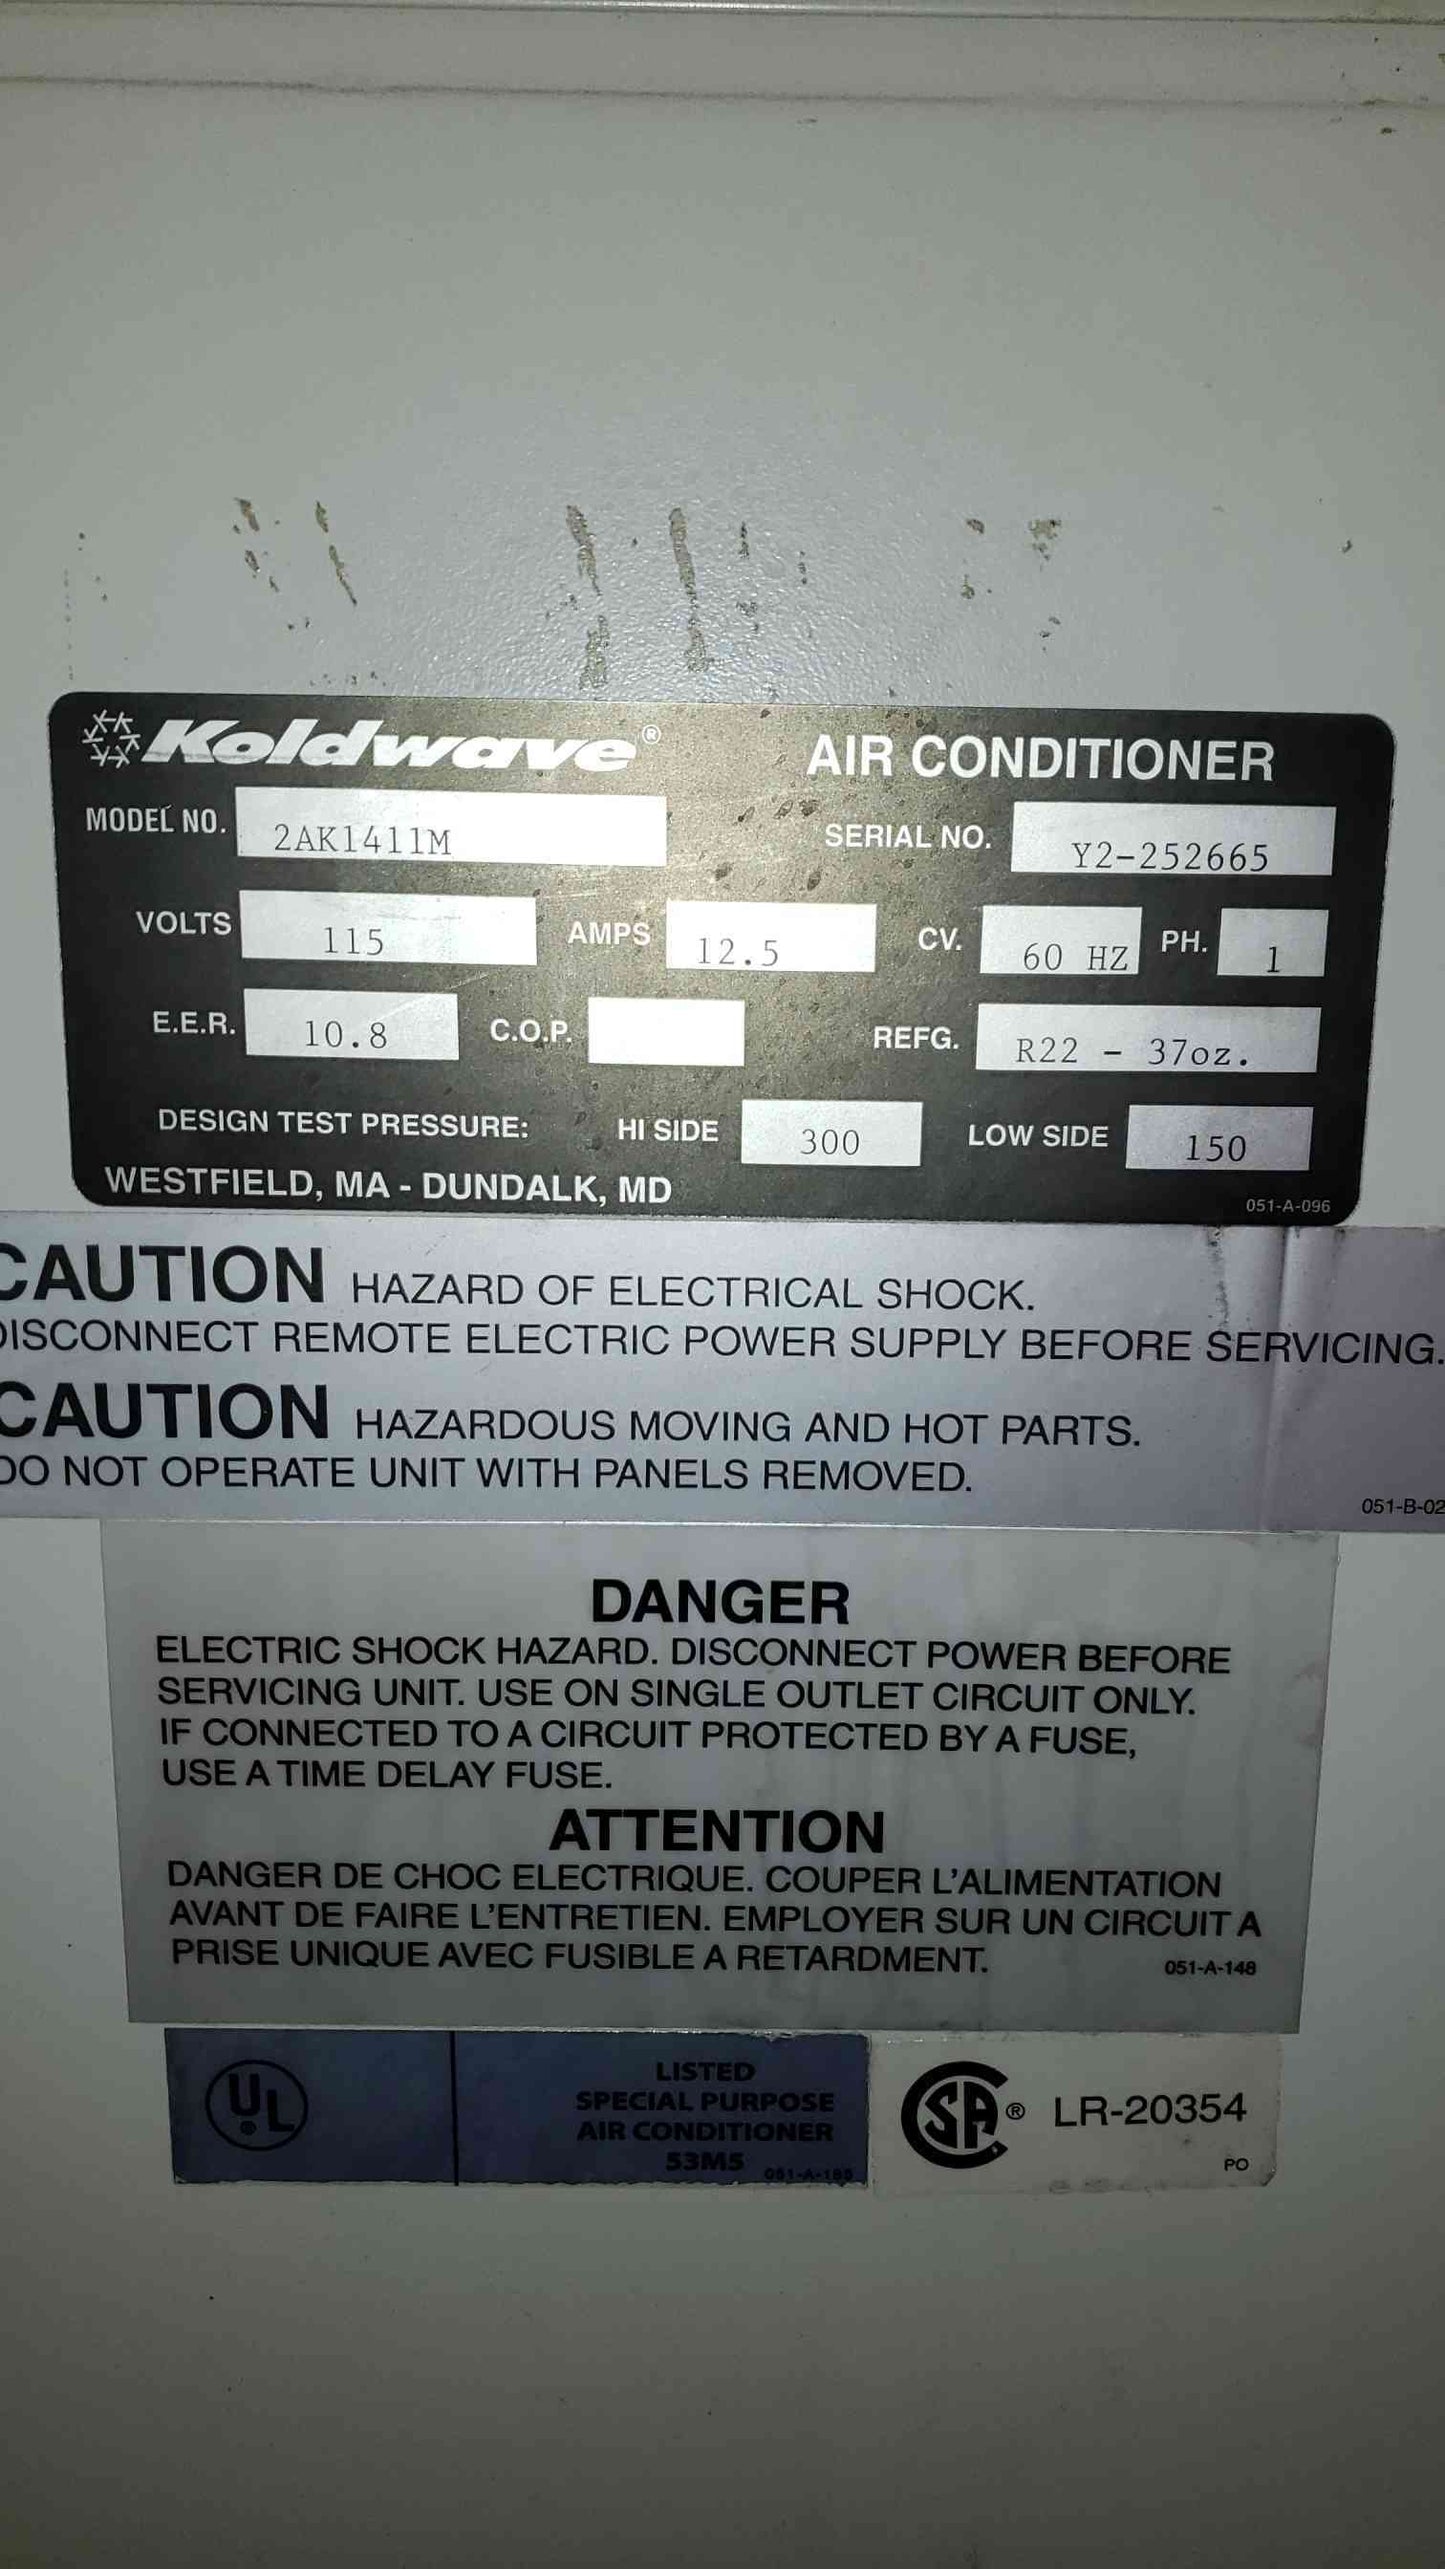 Koldwave® AIR CONDITIONER
MODEL NO. 2AK1411M SERIAL NO. Y2-252665
VOLTS 115 AMPS 12.5 CY. 60 HZ PH. 1
E.E.R. 10.8 C.O.P. REFG. R22 - 37oz.
DESIGN TEST PRESSURE: HI SIDE 300 LOW SIDE 150
WESTFIELD, MA - DUNDALK, MD
051-A-096
CAUTION HAZARD OF ELECTRICAL SHOCK.
DISCONNECT REMOTE ELECTRIC POWER SUPPLY BEFORE SERVICING.
CAUTION HAZARDOUS MOVING AND HOT PARTS.
DO NOT OPERATE UNIT WITH PANELS REMOVED.
051-B-02
DANGER
ELECTRIC SHOCK HAZARD. DISCONNECT POWER BEFORE
SERVICING UNIT. USE ON SINGLE OUTLET CIRCUIT ONLY.
IF CONNECTED TO A CIRCUIT PROTECTED BY A FUSE,
USE A TIME DELAY FUSE.
ATTENTION
DANGER DE CHOC ELECTRIQUE. COUPER L'ALIMENTATION
AVANT DE FAIRE L'ENTRETIEN. EMPLOYER SUR UN CIRCUIT A
PRISE UNIQUE AVEC FUSIBLE A RETARDMENT.
051-A-148
UL
LISTED
SPECIAL PURPOSE
AIR CONDITIONER
53M5
SA® LR-20354
PO